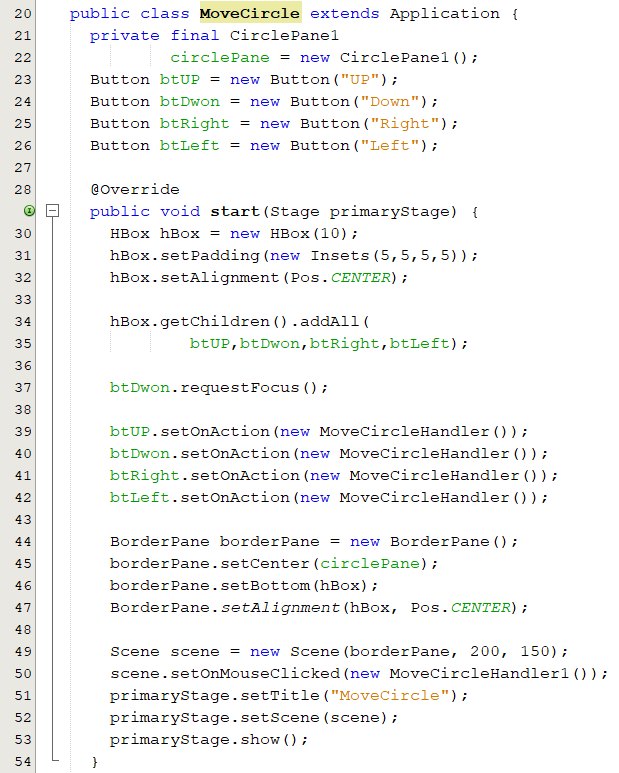 20 public class MoveCircle extends Application {
21 private final CirclePane1
22 circlePane = new CirclePane1();
23 Button btUP = new Button("UP");
24 Button btDwon = new Button("Down");
25 Button btRight = new Button("Right");
26 Button btLeft = new Button("Left");
27
28 @Override
public void start(Stage primaryStage) {
30 HBox hBox = new HBox(10);
31 hBox.setPadding(new Insets(5,5,5,5));
32 hBox.setAlignment(Pos.CENTER);
33
34 hBox.getChildren().addAll(
35 btUP,btDwon,btRight,btLeft);
36
37 btDwon.requestFocus();
38
39 btUP.setOnAction(new MoveCircleHandler());
40 btDwon.setOnAction(new MoveCircleHandler());
41 btRight.setOnAction(new MoveCircleHandler());
42 btLeft.setOnAction(new MoveCircleHandler());
43
44 BorderPane borderPane = new BorderPane();
45 borderPane.setCenter(circlePane);
46 borderPane.setBottom(hBox);
47 BorderPane.setAlignment(hBox, Pos.CENTER);
48
49 Scene scene = new Scene(borderPane, 200, 150);
50 scene.setOnMouseClicked(new MoveCircleHandler1());
51 primaryStage.setTitle("MoveCircle");
52 primaryStage.setScene(scene);
53 primaryStage.show();
54 }